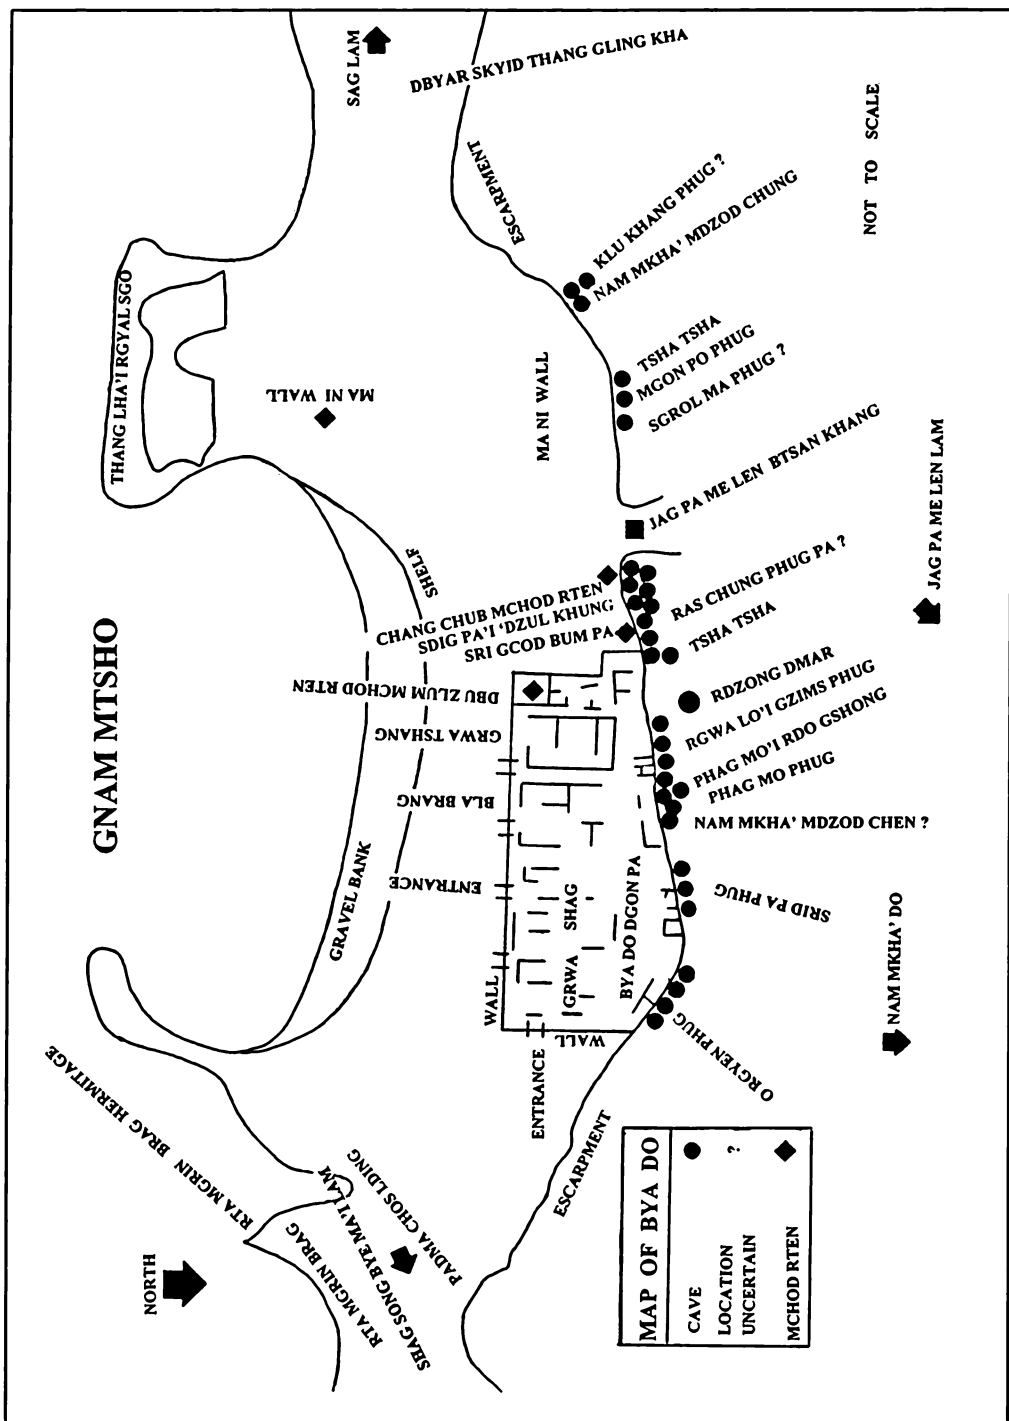 GNAM MTSHO
THANG LHA'I RGYAL SGO
SAG LAM
DBYAR SKYID THANG GLING KHA
ESCARPMENT
KLU KHANG PHUG ?
NAM MKHA' MDZOD CHUNG
TSHA TSHA
MGON PO PHUG
SGROL MA PHUG ?
MA NI WALL
MA NI WALL
JAG PA ME LEN BTSAN KHANG
NOT TO SCALE
JAG PA ME LEN LAM
SHELF
GRAVEL BANK
CHANG CHUB MCHOD RTEN
SDIG PA'I 'DZUL KHUNG
SRI GCOD BUM PA
DBU ZLUM MCHOD RTEN
GRWA TSHANG
BLA BRANG
ENTRANCE
WALL
GRWA SHAG
BYA DO DGON PA
WALL
ENTRANCE
RAS CHUNG PHUG PA ?
TSHA TSHA
RDZONG DMAR
RGWA LO'I GZIMS PHUG
PHAG MO'I RDO GSHONG
PHAG MO PHUG
NAM MKHA' MDZOD CHEN ?
SRID PA PHUG
O RGYEN PHUG
NAM MKHA' DO
ESCARPMENT
RTA MGRIN BRAG HERMITAGE
PADMA CHOS LDING
SHAG SONG BYE MA'I LAM
RTA MGRIN BRAG
NORTH
MAP OF BYA DO
CAVE
LOCATION UNCERTAIN
?
MCHOD RTEN